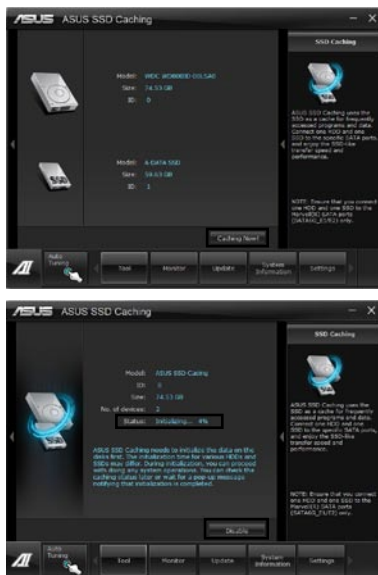 ASUS ASUS SSD Caching
SSD Caching
Model:
Size: 74.53 GB
ID: 0
SSD
Model: A-DATA SSD
Size: 59.63 GB
ID: 1
ASUS SSD Caching uses the
SSD as a cache for frequently
accessed programs and data.
Connect one HDD and one
SSD to the specific SATA ports,
and enjoy the SSD-like
transfer speed and
performance.
NOTE: Ensure that you connect
one HDD and one SSD to the
Marvell(R) SATA ports
only.
Caching Now!
Auto
Tuning
Tool
Monitor
Update
System
Information
Settings
ASUS ASUS SSD Caching
SSD Caching
Model: ASUS SSD-Caching
ID:
Size: 74.53 GB
No. of devices: 2
Status: Initializing... 4%
SSD
ASUS SSD Caching needs to initialize the data on the
disks first. The initialization time for various HDDs and
SSDs may differ. During initialization, you can proceed
with doing any system operations. You can check the
caching status later or wait for a pop-up message
notifying that initialization is completed.
ASUS SSD Caching uses the
SSD as a cache for frequently
accessed programs and data.
Connect one HDD and one
SSD to the specific SATA ports,
and enjoy the SSD-like
transfer speed and
performance.
NOTE: Ensure that you connect
one HDD and one SSD to the
Marvell(R) SATA ports
only.
Disable
Auto
Tuning
Tool
Monitor
Update
System
Information
Settings